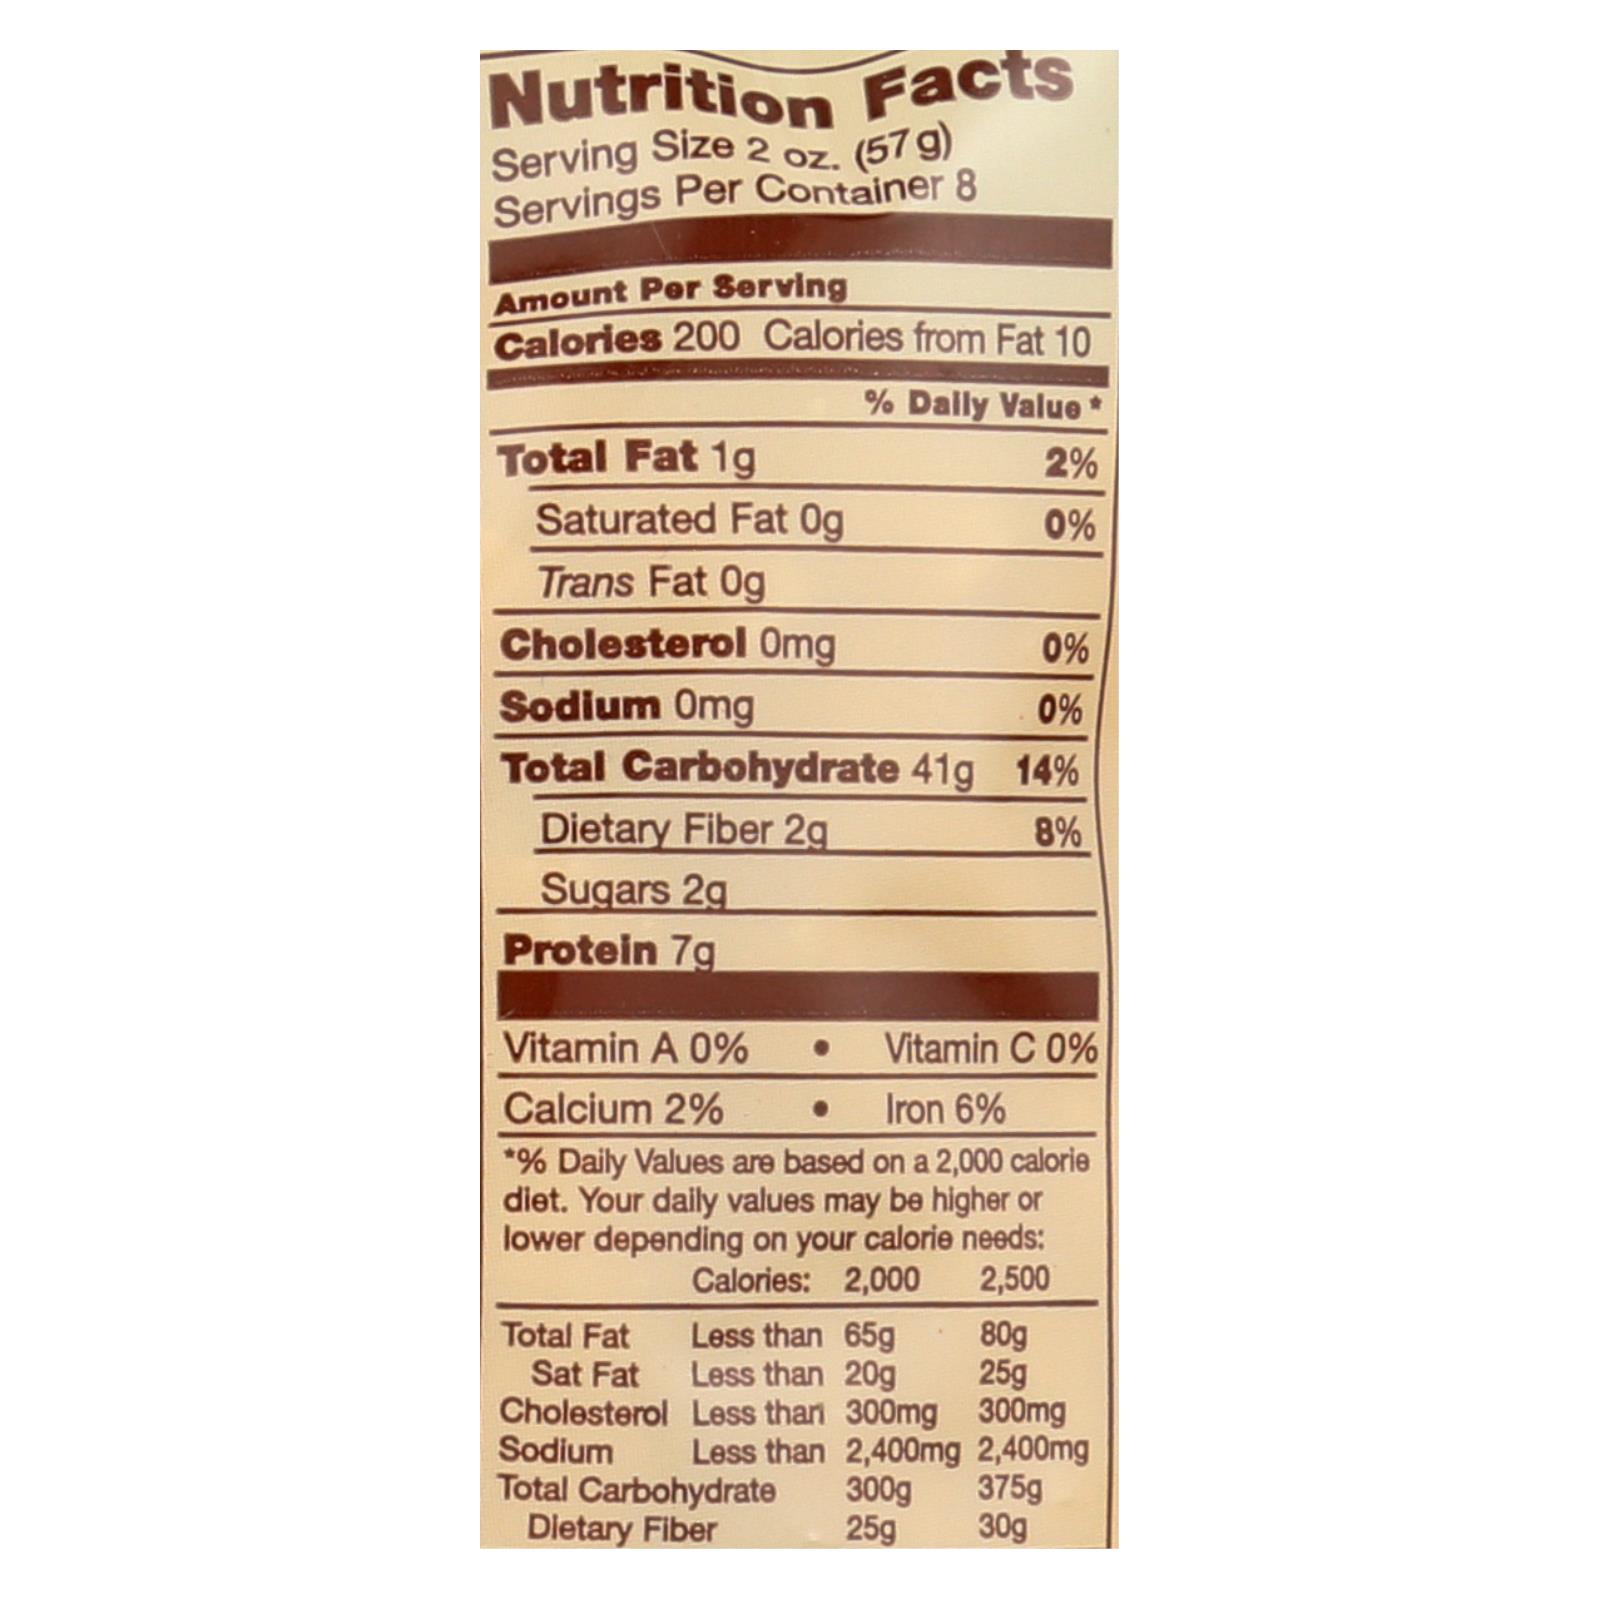 Nutrition Facts
Serving Size 2 oz. (57 g)
Servings Per Container 8
Amount Per Serving
Calories 200 Calories from Fat 10
% Daily Value *
Total Fat 1g 2%
Saturated Fat 0g 0%
Trans Fat 0g
Cholesterol 0mg 0%
Sodium 0mg 0%
Total Carbohydrate 41g 14%
Dietary Fiber 2g 8%
Sugars 2g
Protein 7g
Vitamin A 0% • Vitamin C 0%
Calcium 2% • Iron 6%
*% Daily Values are based on a 2,000 calorie
diet. Your daily values may be higher or
lower depending on your calorie needs:
Calories: 2,000 2,500
Total Fat Less than 65g 80g
Sat Fat Less than 20g 25g
Cholesterol Less than 300mg 300mg
Sodium Less than 2,400mg 2,400mg
Total Carbohydrate 300g 375g
Dietary Fiber 25g 30g